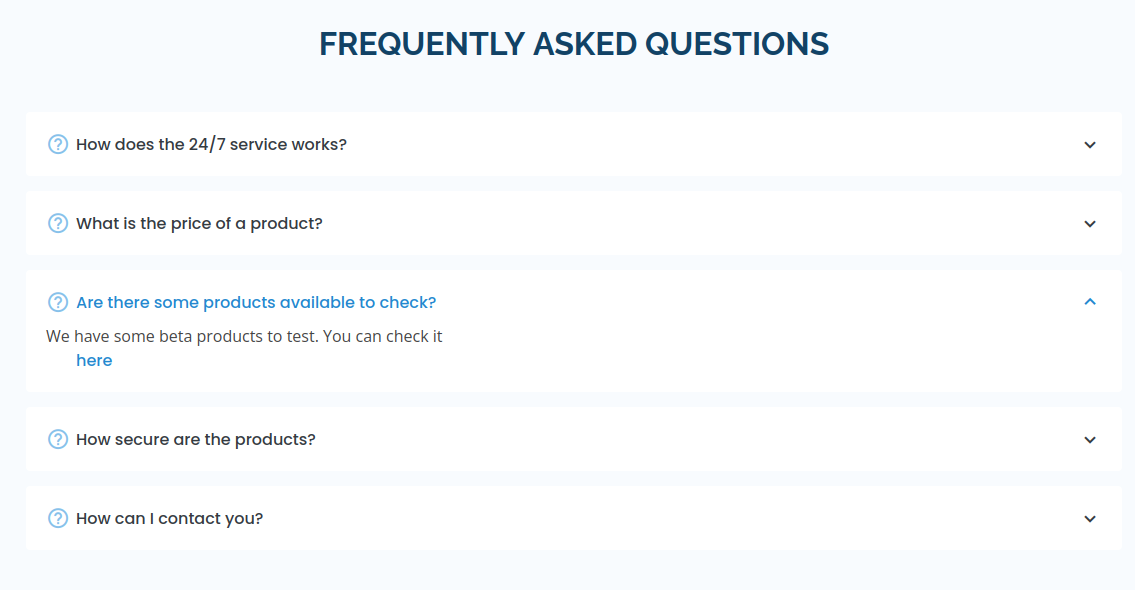 FREQUENTLY ASKED QUESTIONS
How does the 24/7 service works?
What is the price of a product?
Are there some products available to check?
We have some beta products to test. You can check it
here
How secure are the products?
How can I contact you?